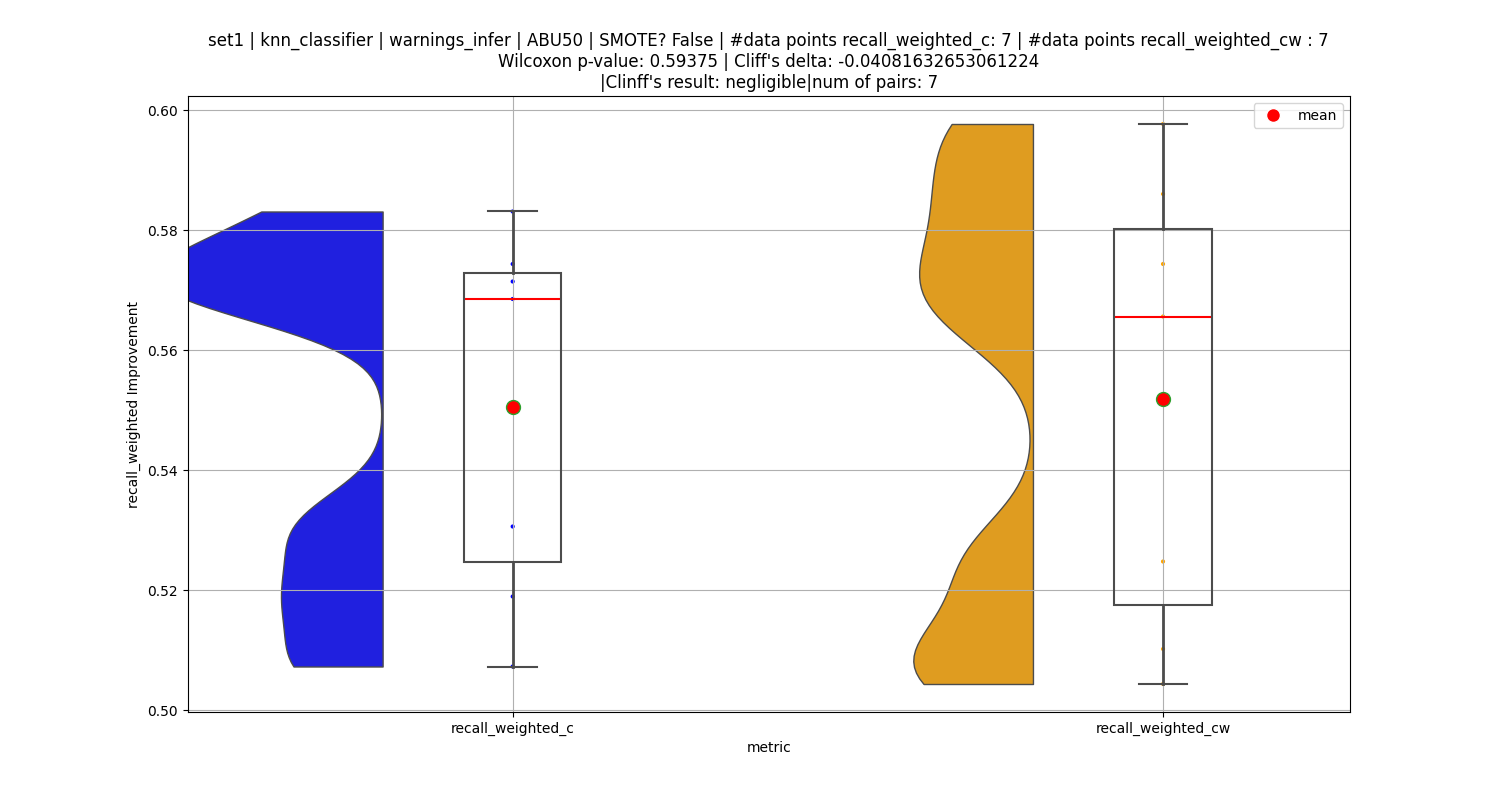 set1 | knn_classifier | warnings_infer | ABU50 | SMOTE? False | #data points recall_weighted_c: 7 | #data points recall_weighted_cw : 7
Wilcoxon p-value: 0.59375 | Cliff's delta: -0.04081632653061224
|Clinff's result: negligible|num of pairs: 7
mean
0.60
0.58
0.56
0.54
0.52
0.50
recall_weighted Improvement
recall_weighted_c
recall_weighted_cw
metric